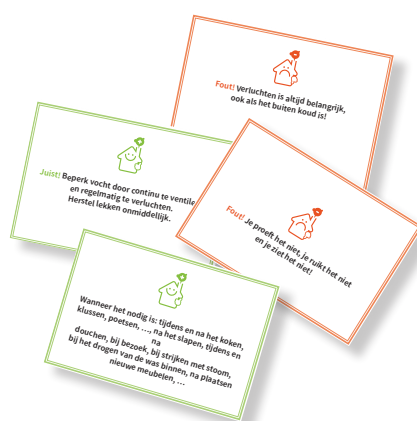 Fout! Verluchten is altijd belangrijk,
ook als het buiten koud is!
Juist! Beperk vocht door continu te ventile
en regelmatig te verluchten.
Herstel lekken onmiddellijk.
Fout! Je proeft het niet, je ruikt het niet
en je ziet het niet!
Wanneer het nodig is: tijdens en na het koken,
klussen, poetsen, ..., na het slapen, tijdens en
na
douchen, bij bezoek, bij strijken met stoom,
bij het drogen van de was binnen, na plaatsen
nieuwe meubelen, ...